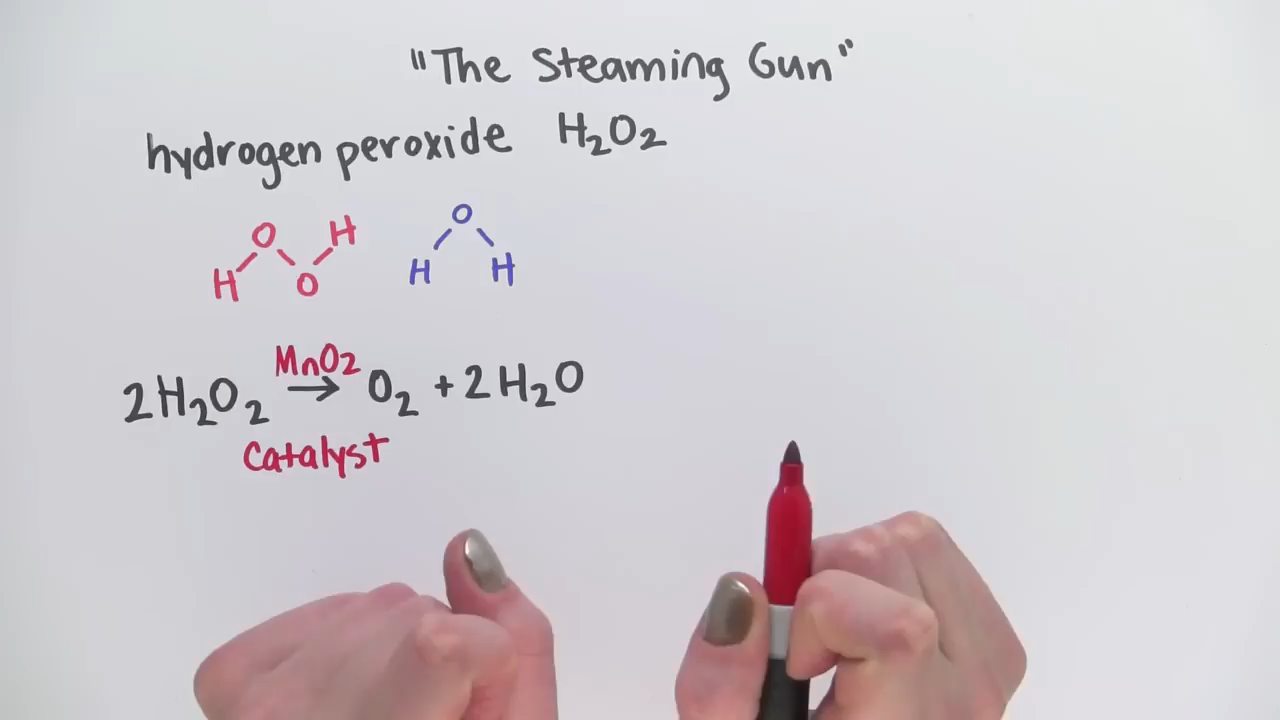 "The Steaming Gun"
hydrogen peroxide H₂O₂
O H O
H O H H
MnO2
2H₂O₂ → O₂ + 2H₂O
Catalyst